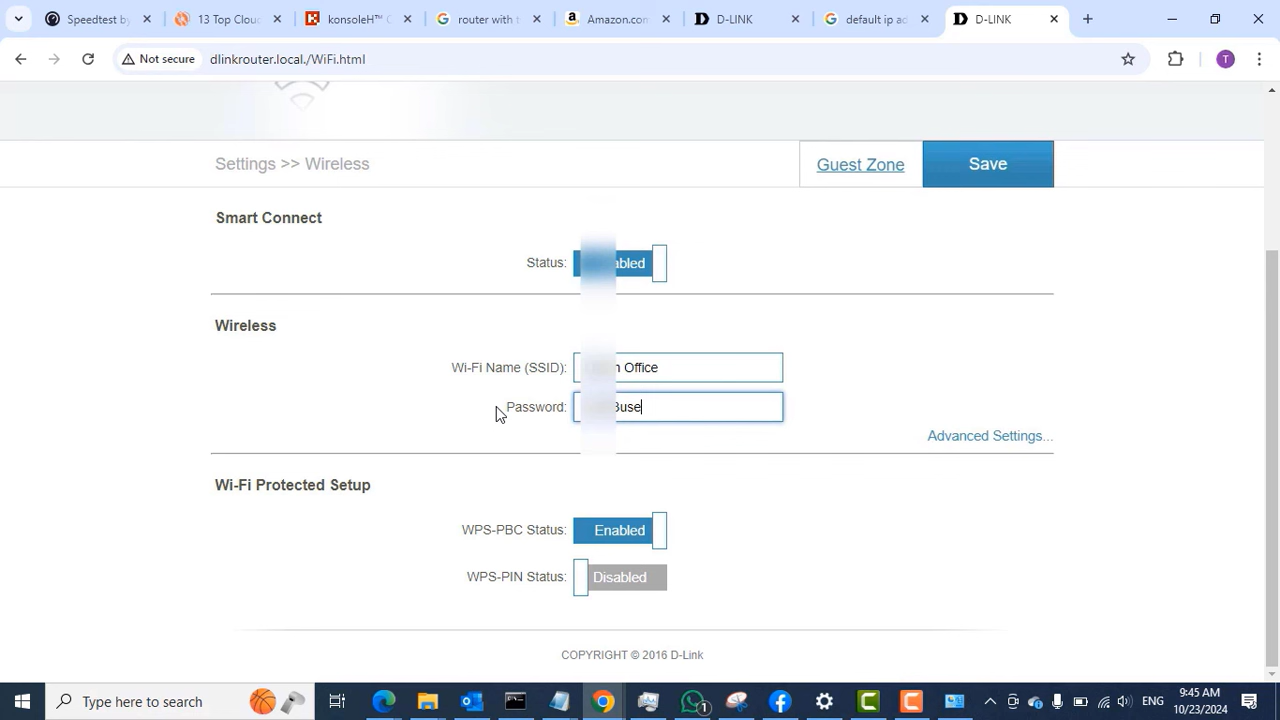 Speedtest by
13 Top Clou
konsoleH™ C
router with
Amazon.com
D-LINK
default ip ad
D-LINK
Not secure
dlinkrouter.local./WiFi.html
T
Settings >> Wireless
Guest Zone
Save
Smart Connect
Status:
Wireless
Wi-Fi Name (SSID): Office
Password:
Advanced Settings...
Wi-Fi Protected Setup
WPS-PBC Status: Enabled
WPS-PIN Status: Disabled
COPYRIGHT © 2016 D-Link
Type here to search
1
ENG
9:45 AM
10/23/2024